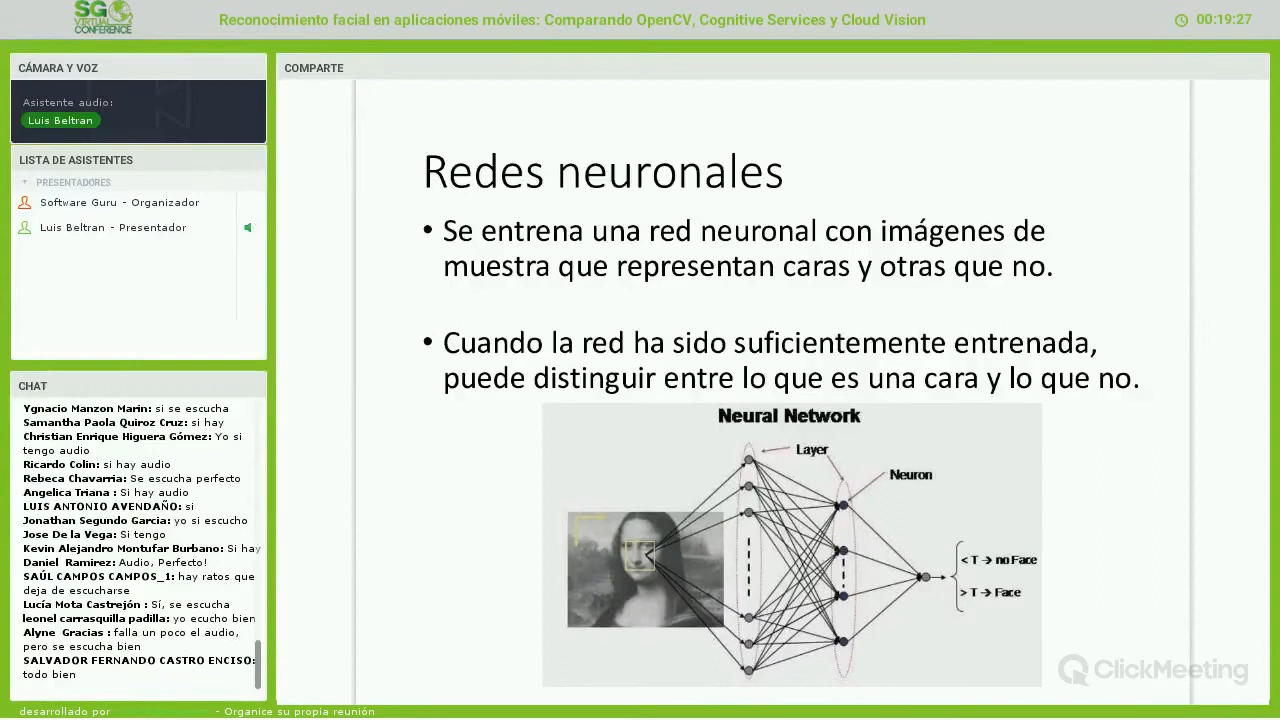 SG
VIRTUAL
CONFERENCE
Reconocimiento facial en aplicaciones móviles: Comparando OpenCV, Cognitive Services y Cloud Vision
00:19:27
CÁMARA Y VOZ
Asistente audio:
Luis Beltran
LISTA DE ASISTENTES
PRESENTADORES
Software Guru - Organizador
Luis Beltran - Presentador
CHAT
Ygnacio Manzon Marin: si se escucha
Samantha Paola Quiroz Cruz: si hay
Christian Enrique Higuera Gómez: Yo si
tengo audio
Ricardo Colin: si hay audio
Rebeca Chavarria: Se escucha perfecto
Angelica Triana : Si hay audio
LUIS ANTONIO AVENDAÑO: si
Jonathan Segundo Garcia: yo si escucho
Jose De la Vega: Si tengo
Kevin Alejandro Montufar Burbano: Si hay
Daniel Ramirez: Audio, Perfecto!
SAÚL CAMPOS CAMPOS_1: hay ratos que
deja de escucharse
Lucía Mota Castrejón : Sí, se escucha
leonel carrasquilla padilla: yo ecucho bien
Alyne Gracias : falla un poco el audio,
pero se escucha bien
SALVADOR FERNANDO CASTRO ENCISO:
todo bien
COMPARTE
Redes neuronales
• Se entrena una red neuronal con imágenes de
muestra que representan caras y otras que no.
• Cuando la red ha sido suficientemente entrenada,
puede distinguir entre lo que es una cara y lo que no.
Neural Network
Layer
Neuron
< T → no Face
> T → Face
ClickMeeting
desarrollado por
- Organice su propia reunión